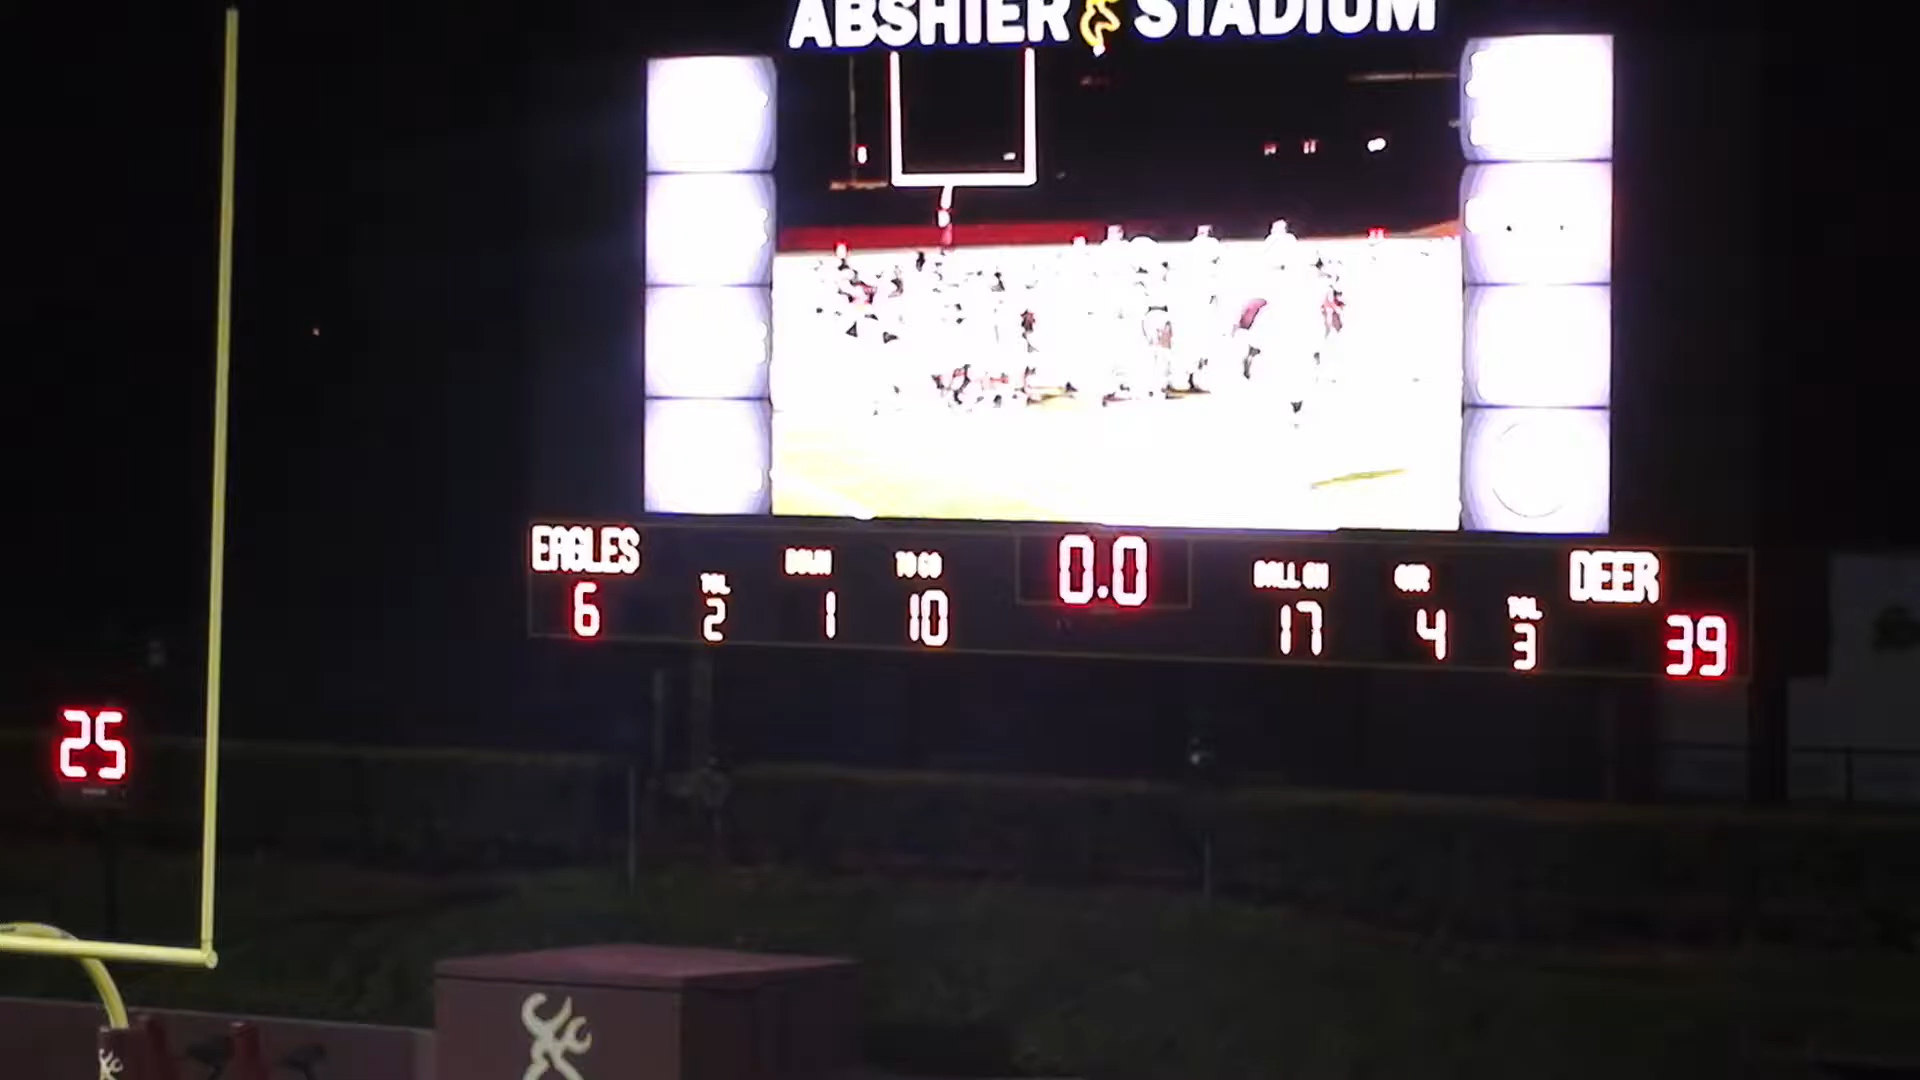 ABSHIER STADIUM
EAGLES DOWN TO GO 0.0 BALL ON QTR DEER
6 TOL 2 1 10 17 4 TOL 3 39
25